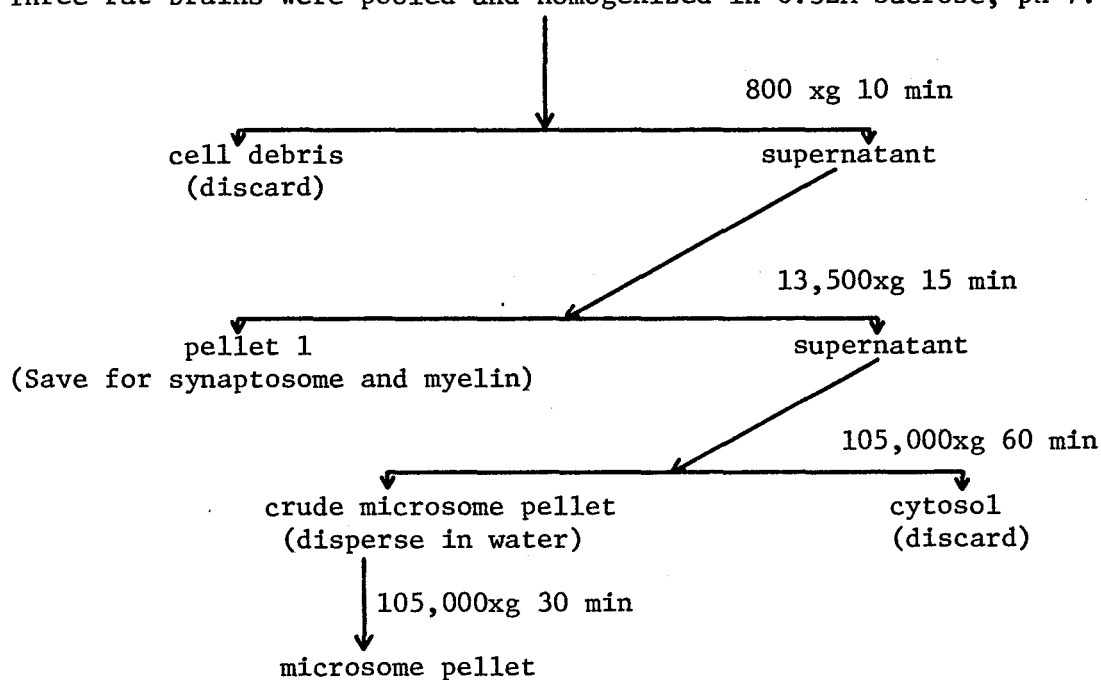 Three rat brains were pooled and homogenized in 0.32M sucrose, pH 7.
800 xg 10 min
cell debris
(discard)
supernatant
13,500xg 15 min
pellet 1
(Save for synaptosome and myelin)
supernatant
105,000xg 60 min
crude microsome pellet
(disperse in water)
cytosol
(discard)
105,000xg 30 min
microsome pellet